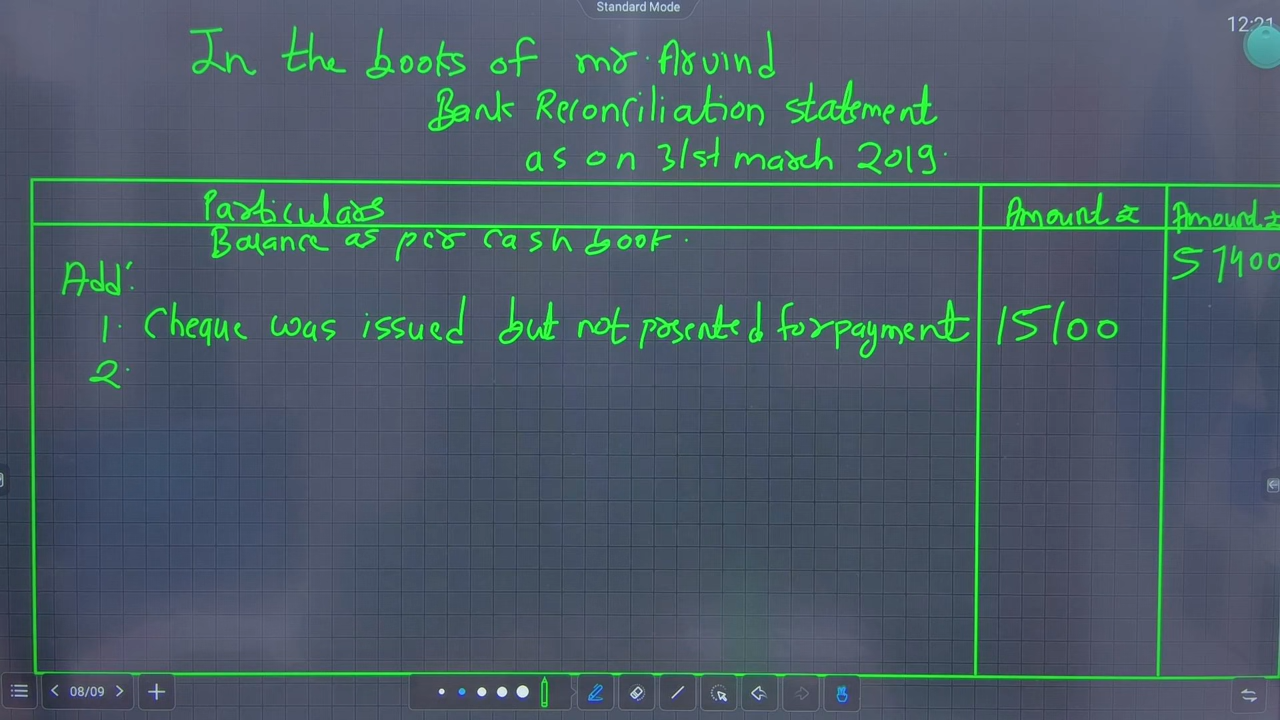 Standard Mode
12:21
In the books of mr. Arvind
Bank Reconciliation statement
as on 31st march 2019.
Particulars Amount ₹ Amount ₹
Balance as per cash book. 57400
Add:
1. Cheque was issued but not presented for payment 15100
2.
08/09